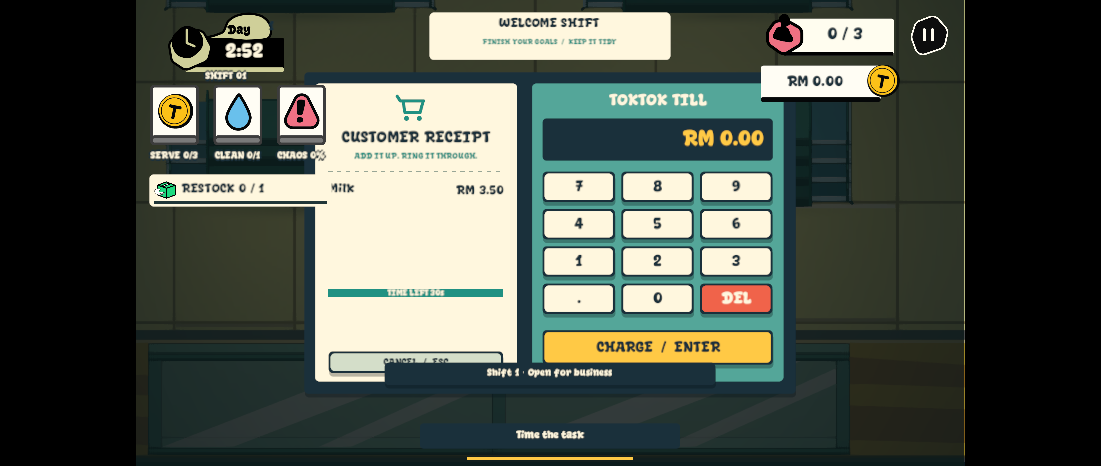 Day
2:52
SHIFT 01
SERVE 0/3
CLEAN 0/1
CHAOS 0%
RESTOCK 0 / 1
WELCOME SHIFT
FINISH YOUR GOALS / KEEP IT TIDY
0 / 3
RM 0.00
CUSTOMER RECEIPT
ADD IT UP. RING IT THROUGH.
Milk RM 3.50
TIME LEFT 30s
CANCEL / ESC
TOKTOK TILL
RM 0.00
7 8 9
4 5 6
1 2 3
. 0 DEL
CHARGE / ENTER
Shift 1 · Open for business
Time the task